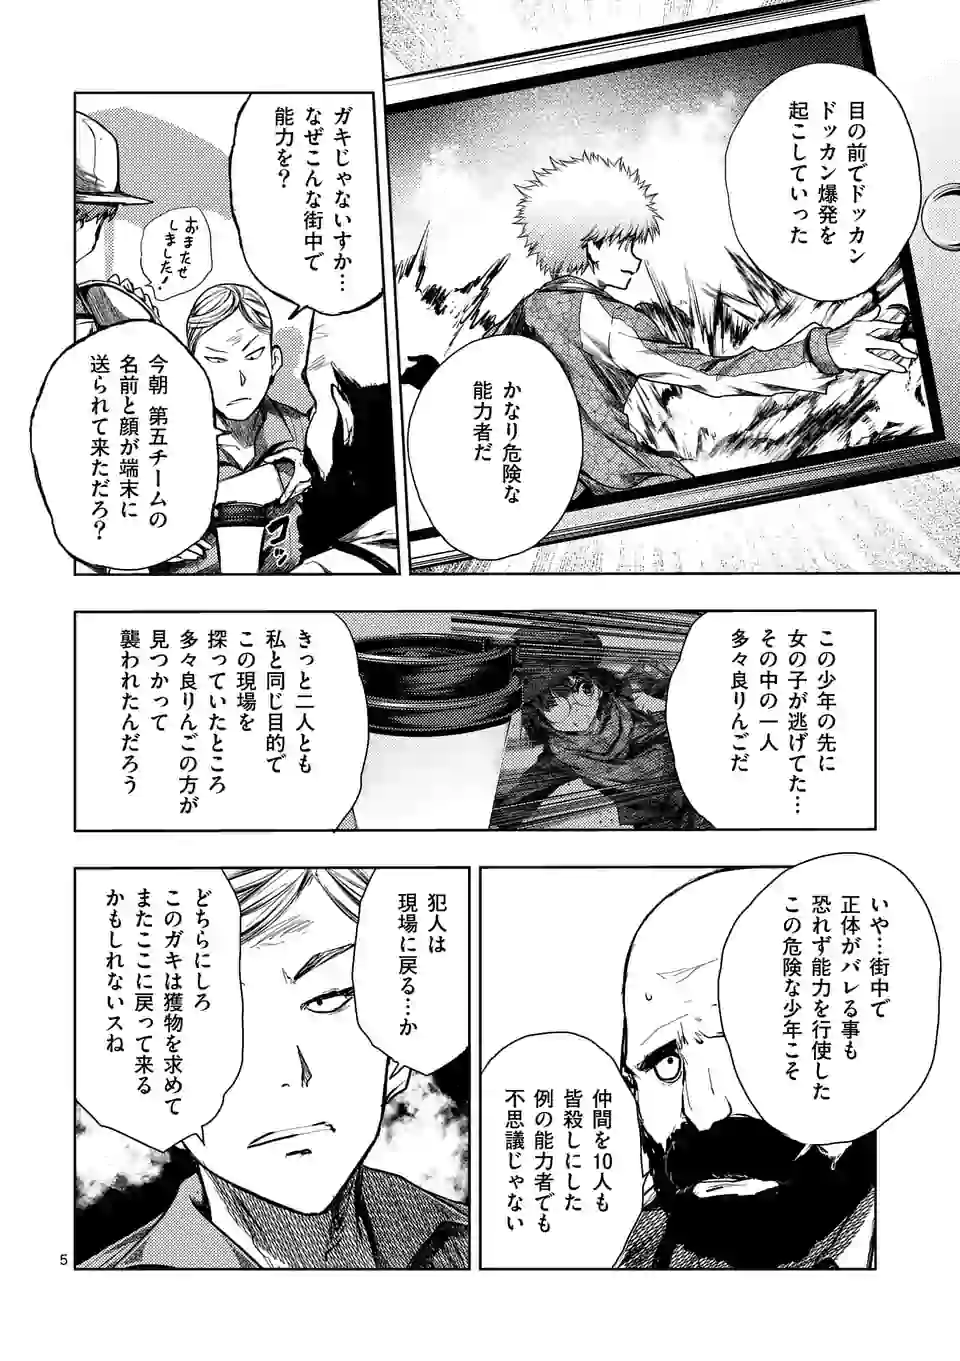 目の前でドッカン
ドッカン爆発を
起こしていった
かなり危険な
能力者だ
ガキじゃないすか…
なぜこんな街中で
能力を?
おまたせ
しました!
今朝 第五チームの
名前と顔が端末に
送られて来ただろ?
コッ
この少年の先に
女の子が逃げてた…
その中の一人
多々良りんごだ
きっと二人とも
私と同じ目的で
この現場を
探っていたところ
多々良りんごの方が
見つかって
襲われたんだろう
いや…街中で
正体がバレる事も
恐れず能力を行使した
この危険な少年こそ
仲間を10人も
皆殺しにした
例の能力者でも
不思議じゃない
犯人は
現場に戻る…か
どちらにしろ
このガキは獲物を求めて
またここに戻って来る
かもしれないスね
5